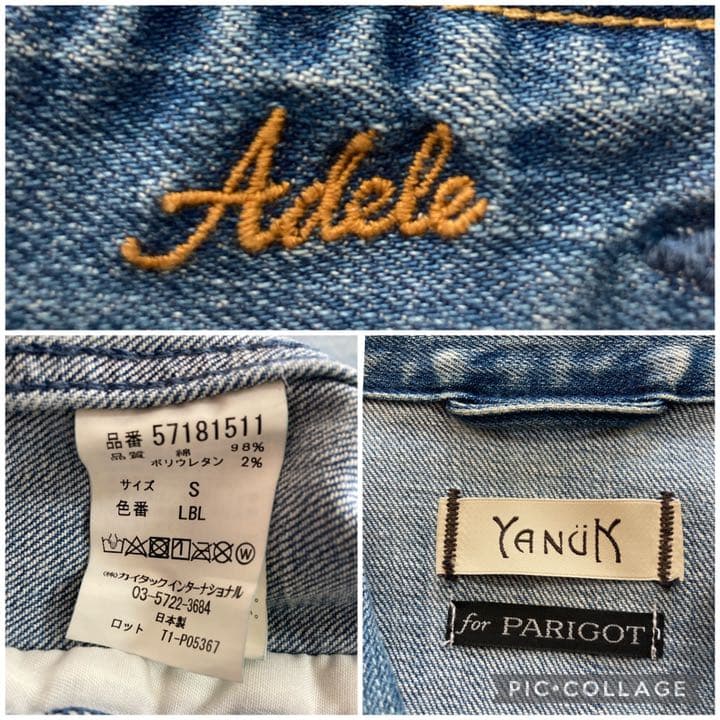 Adele
品番 57181511
品質 綿 98%
ポリウレタン 2%
サイズ S
色番 LBL
W
(株)カイタックインターナショナル
03-5722-3684
日本製
ロット T1-P05367
YANÜK
for PARIGOT
PIC•COLLAGE